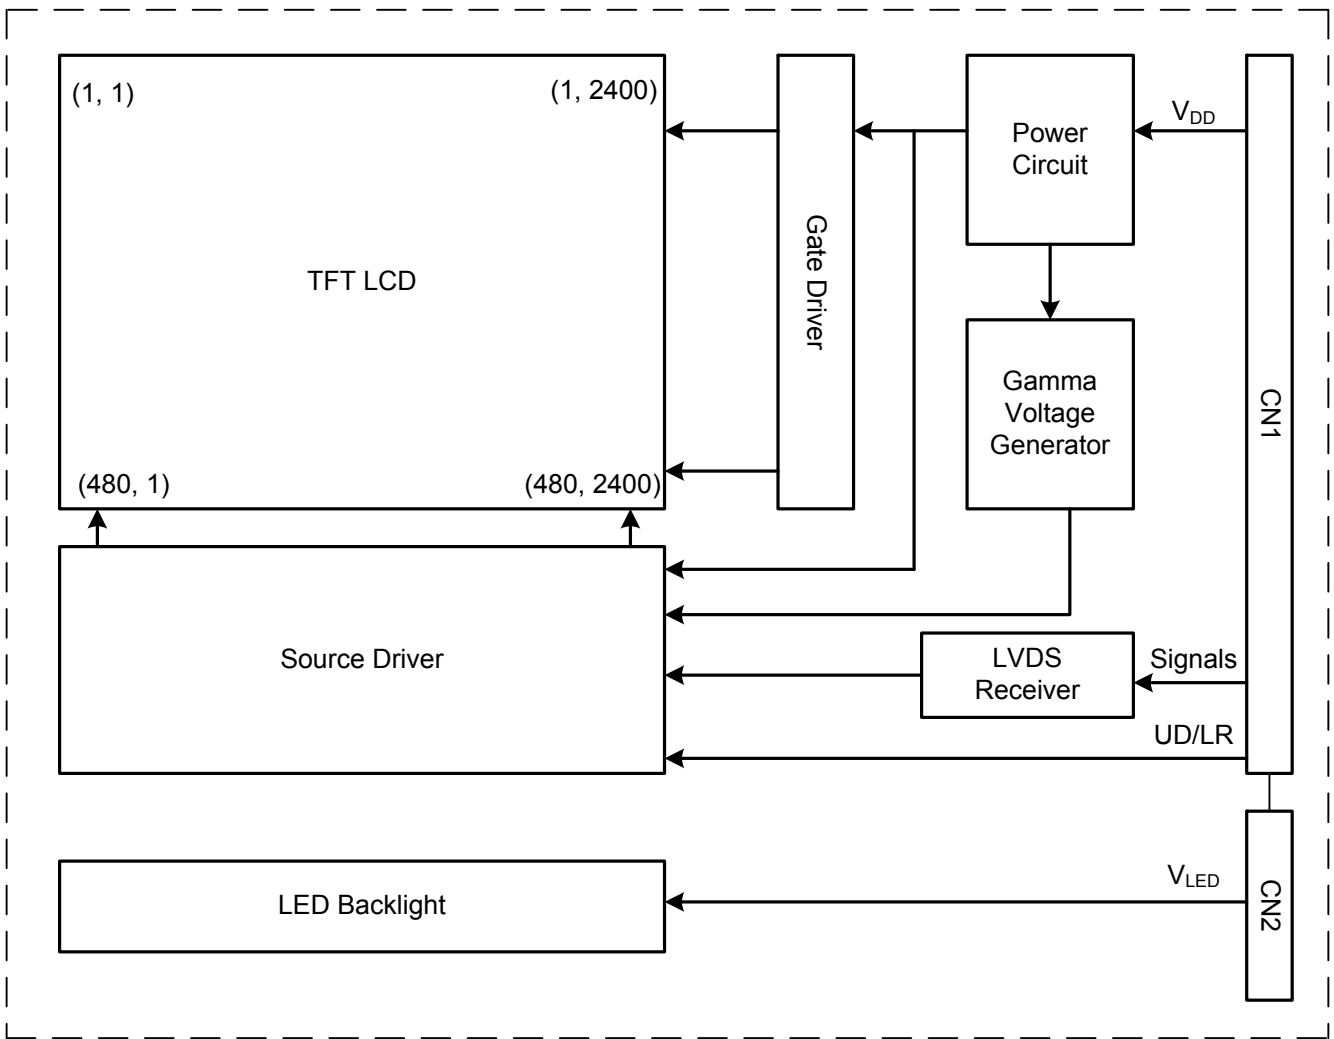 (1, 1)
(1, 2400)
TFT LCD
(480, 1)
(480, 2400)
Gate Driver
Power
Circuit
VDD
Gamma
Voltage
Generator
CN1
Source Driver
LVDS
Receiver
Signals
UD/LR
LED Backlight
VLED
CN2